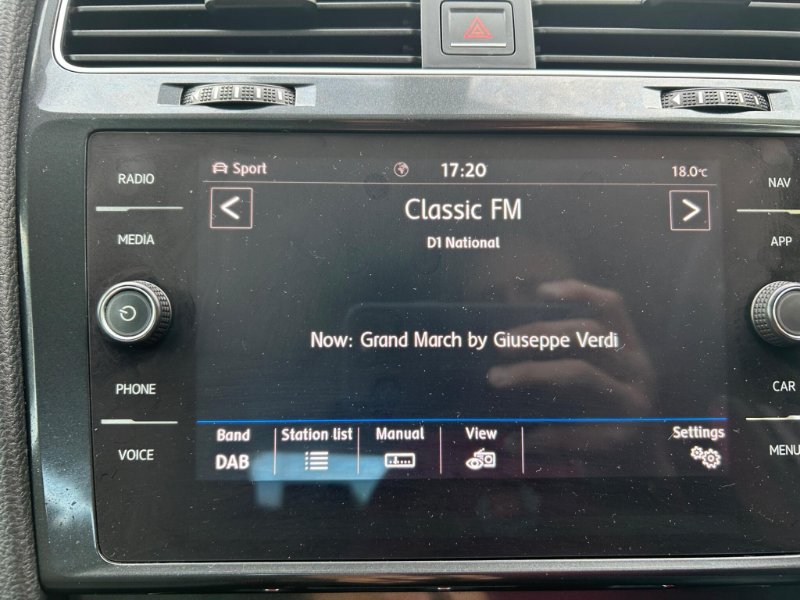 RADIO
MEDIA
PHONE
VOICE
Sport 17:20 18.0°C
Classic FM
D1 National
Now: Grand March by Giuseppe Verdi
Band Station list Manual View Settings
DAB
NAV
APP
CAR
MENU